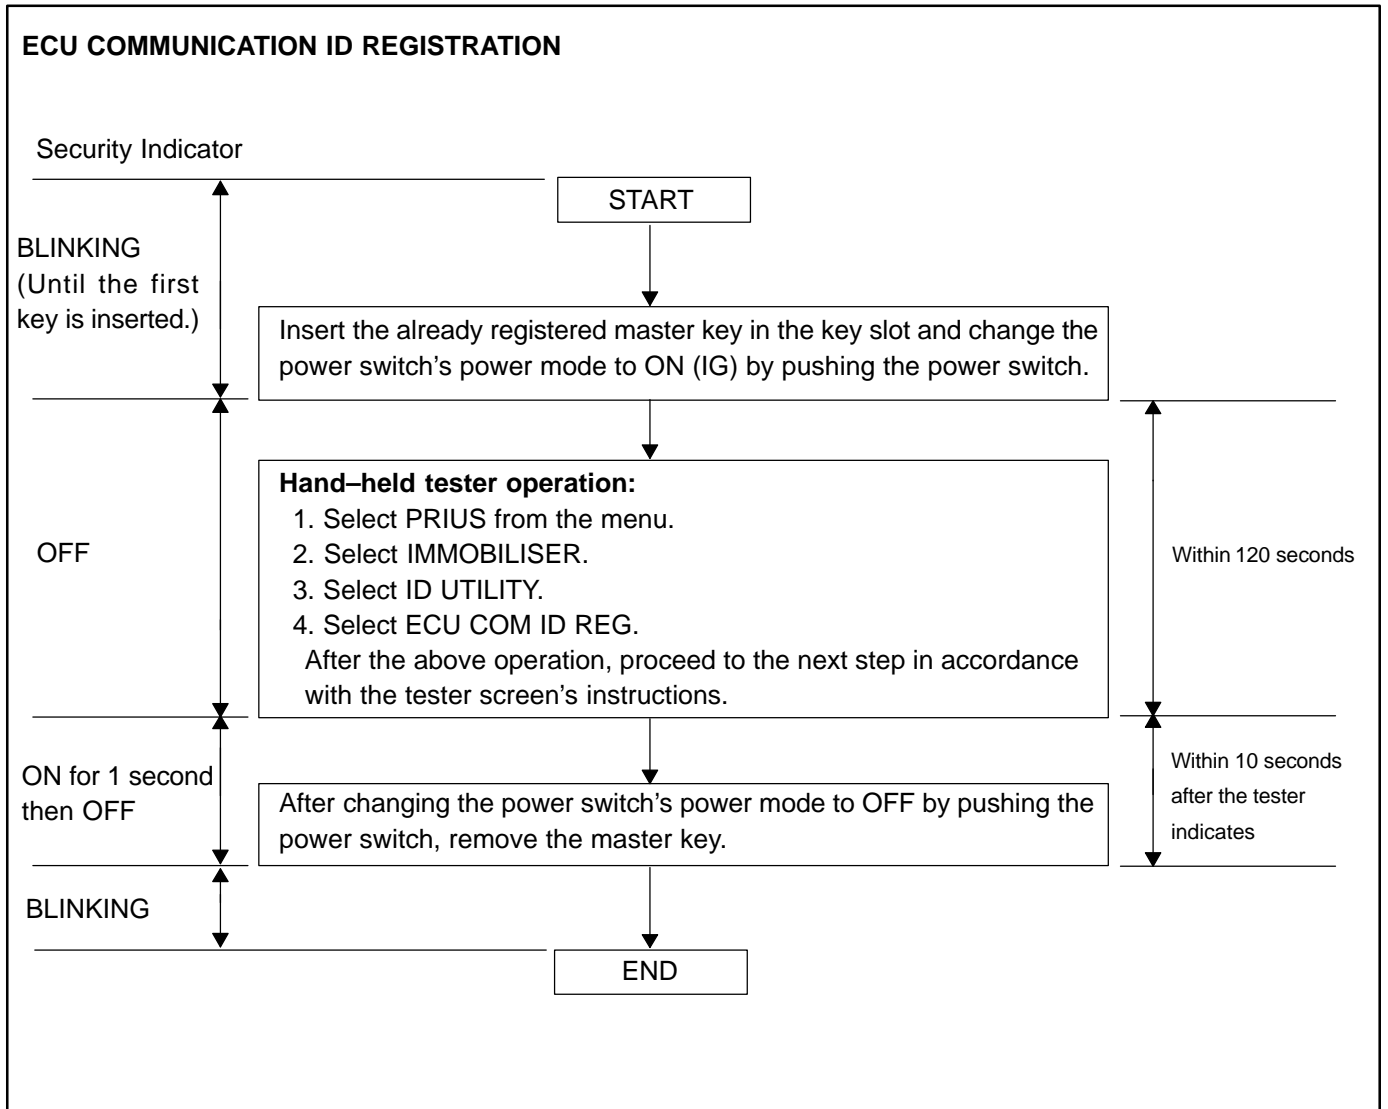 ECU COMMUNICATION ID REGISTRATION
Security Indicator
START
BLINKING
(Until the first
key is inserted.)
Insert the already registered master key in the key slot and change the
power switch's power mode to ON (IG) by pushing the power switch.
Hand–held tester operation:
1. Select PRIUS from the menu.
2. Select IMMOBILISER.
3. Select ID UTILITY.
4. Select ECU COM ID REG.
After the above operation, proceed to the next step in accordance
with the tester screen's instructions.
OFF
Within 120 seconds
ON for 1 second
then OFF
After changing the power switch's power mode to OFF by pushing the
power switch, remove the master key.
Within 10 seconds
after the tester
indicates
BLINKING
END